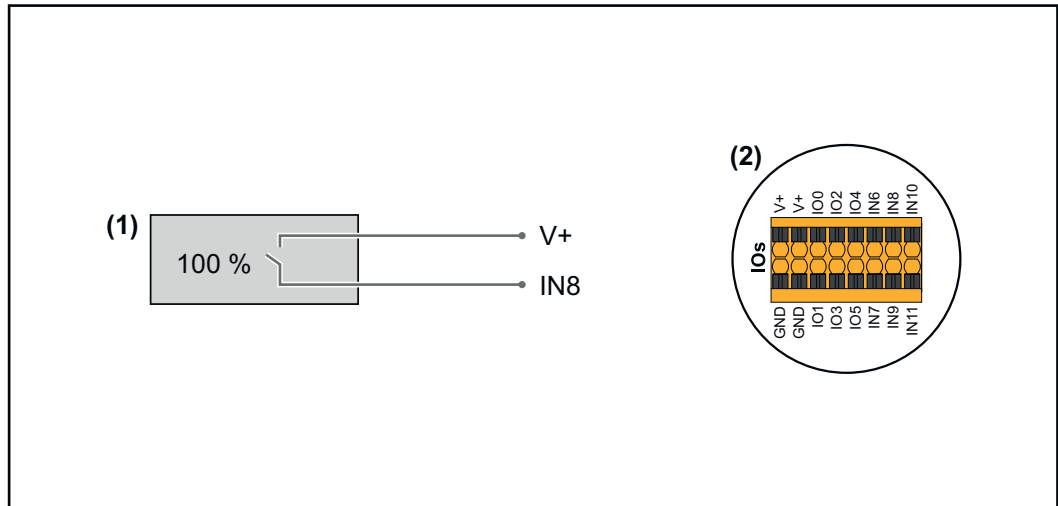 (1)
100 %
V+
IN8
(2)
IOs
V+
V+
IO0
IO2
IO4
IN6
IN8
IN10
GND
GND
IO1
IO3
IO5
IN7
IN9
IN11